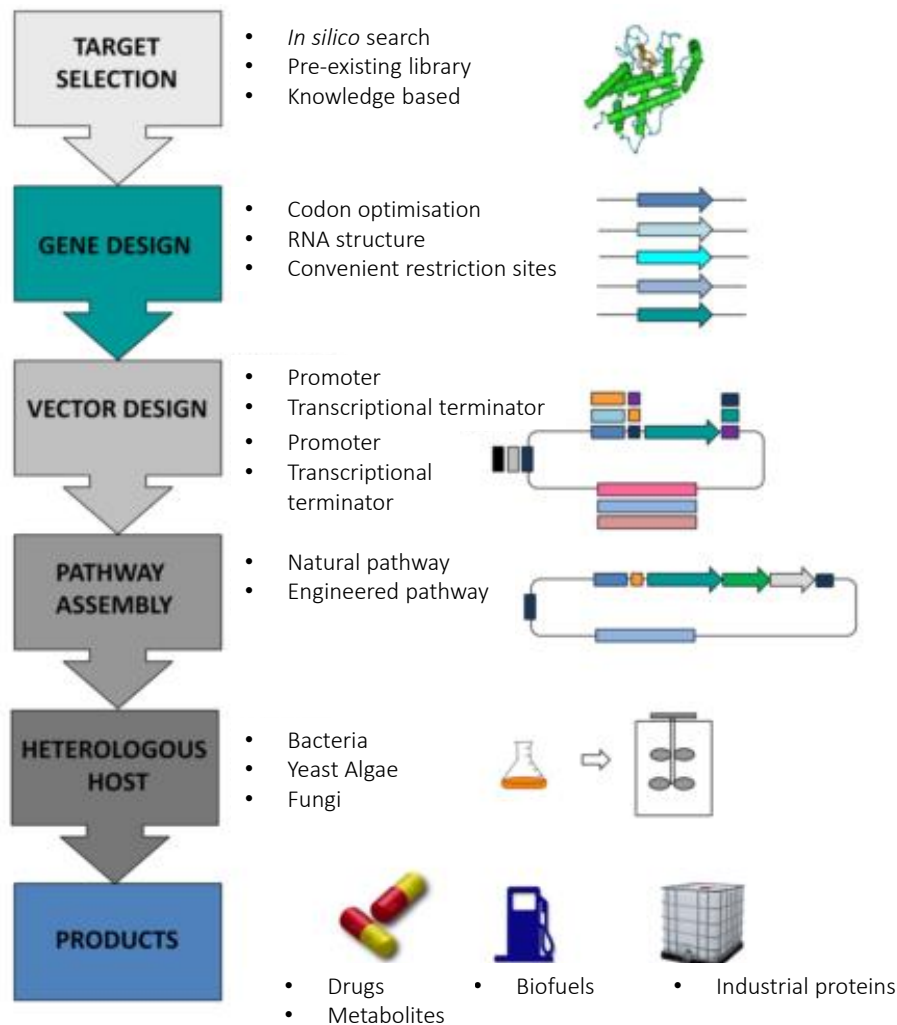 TARGET
SELECTION
• In silico search
• Pre-existing library
• Knowledge based
GENE DESIGN
• Codon optimisation
• RNA structure
• Convenient restriction sites
VECTOR DESIGN
• Promoter
• Transcriptional terminator
• Promoter
• Transcriptional
terminator
PATHWAY
ASSEMBLY
• Natural pathway
• Engineered pathway
HETEROLOGOUS
HOST
• Bacteria
• Yeast Algae
• Fungi
PRODUCTS
• Drugs
• Metabolites
• Biofuels
• Industrial proteins